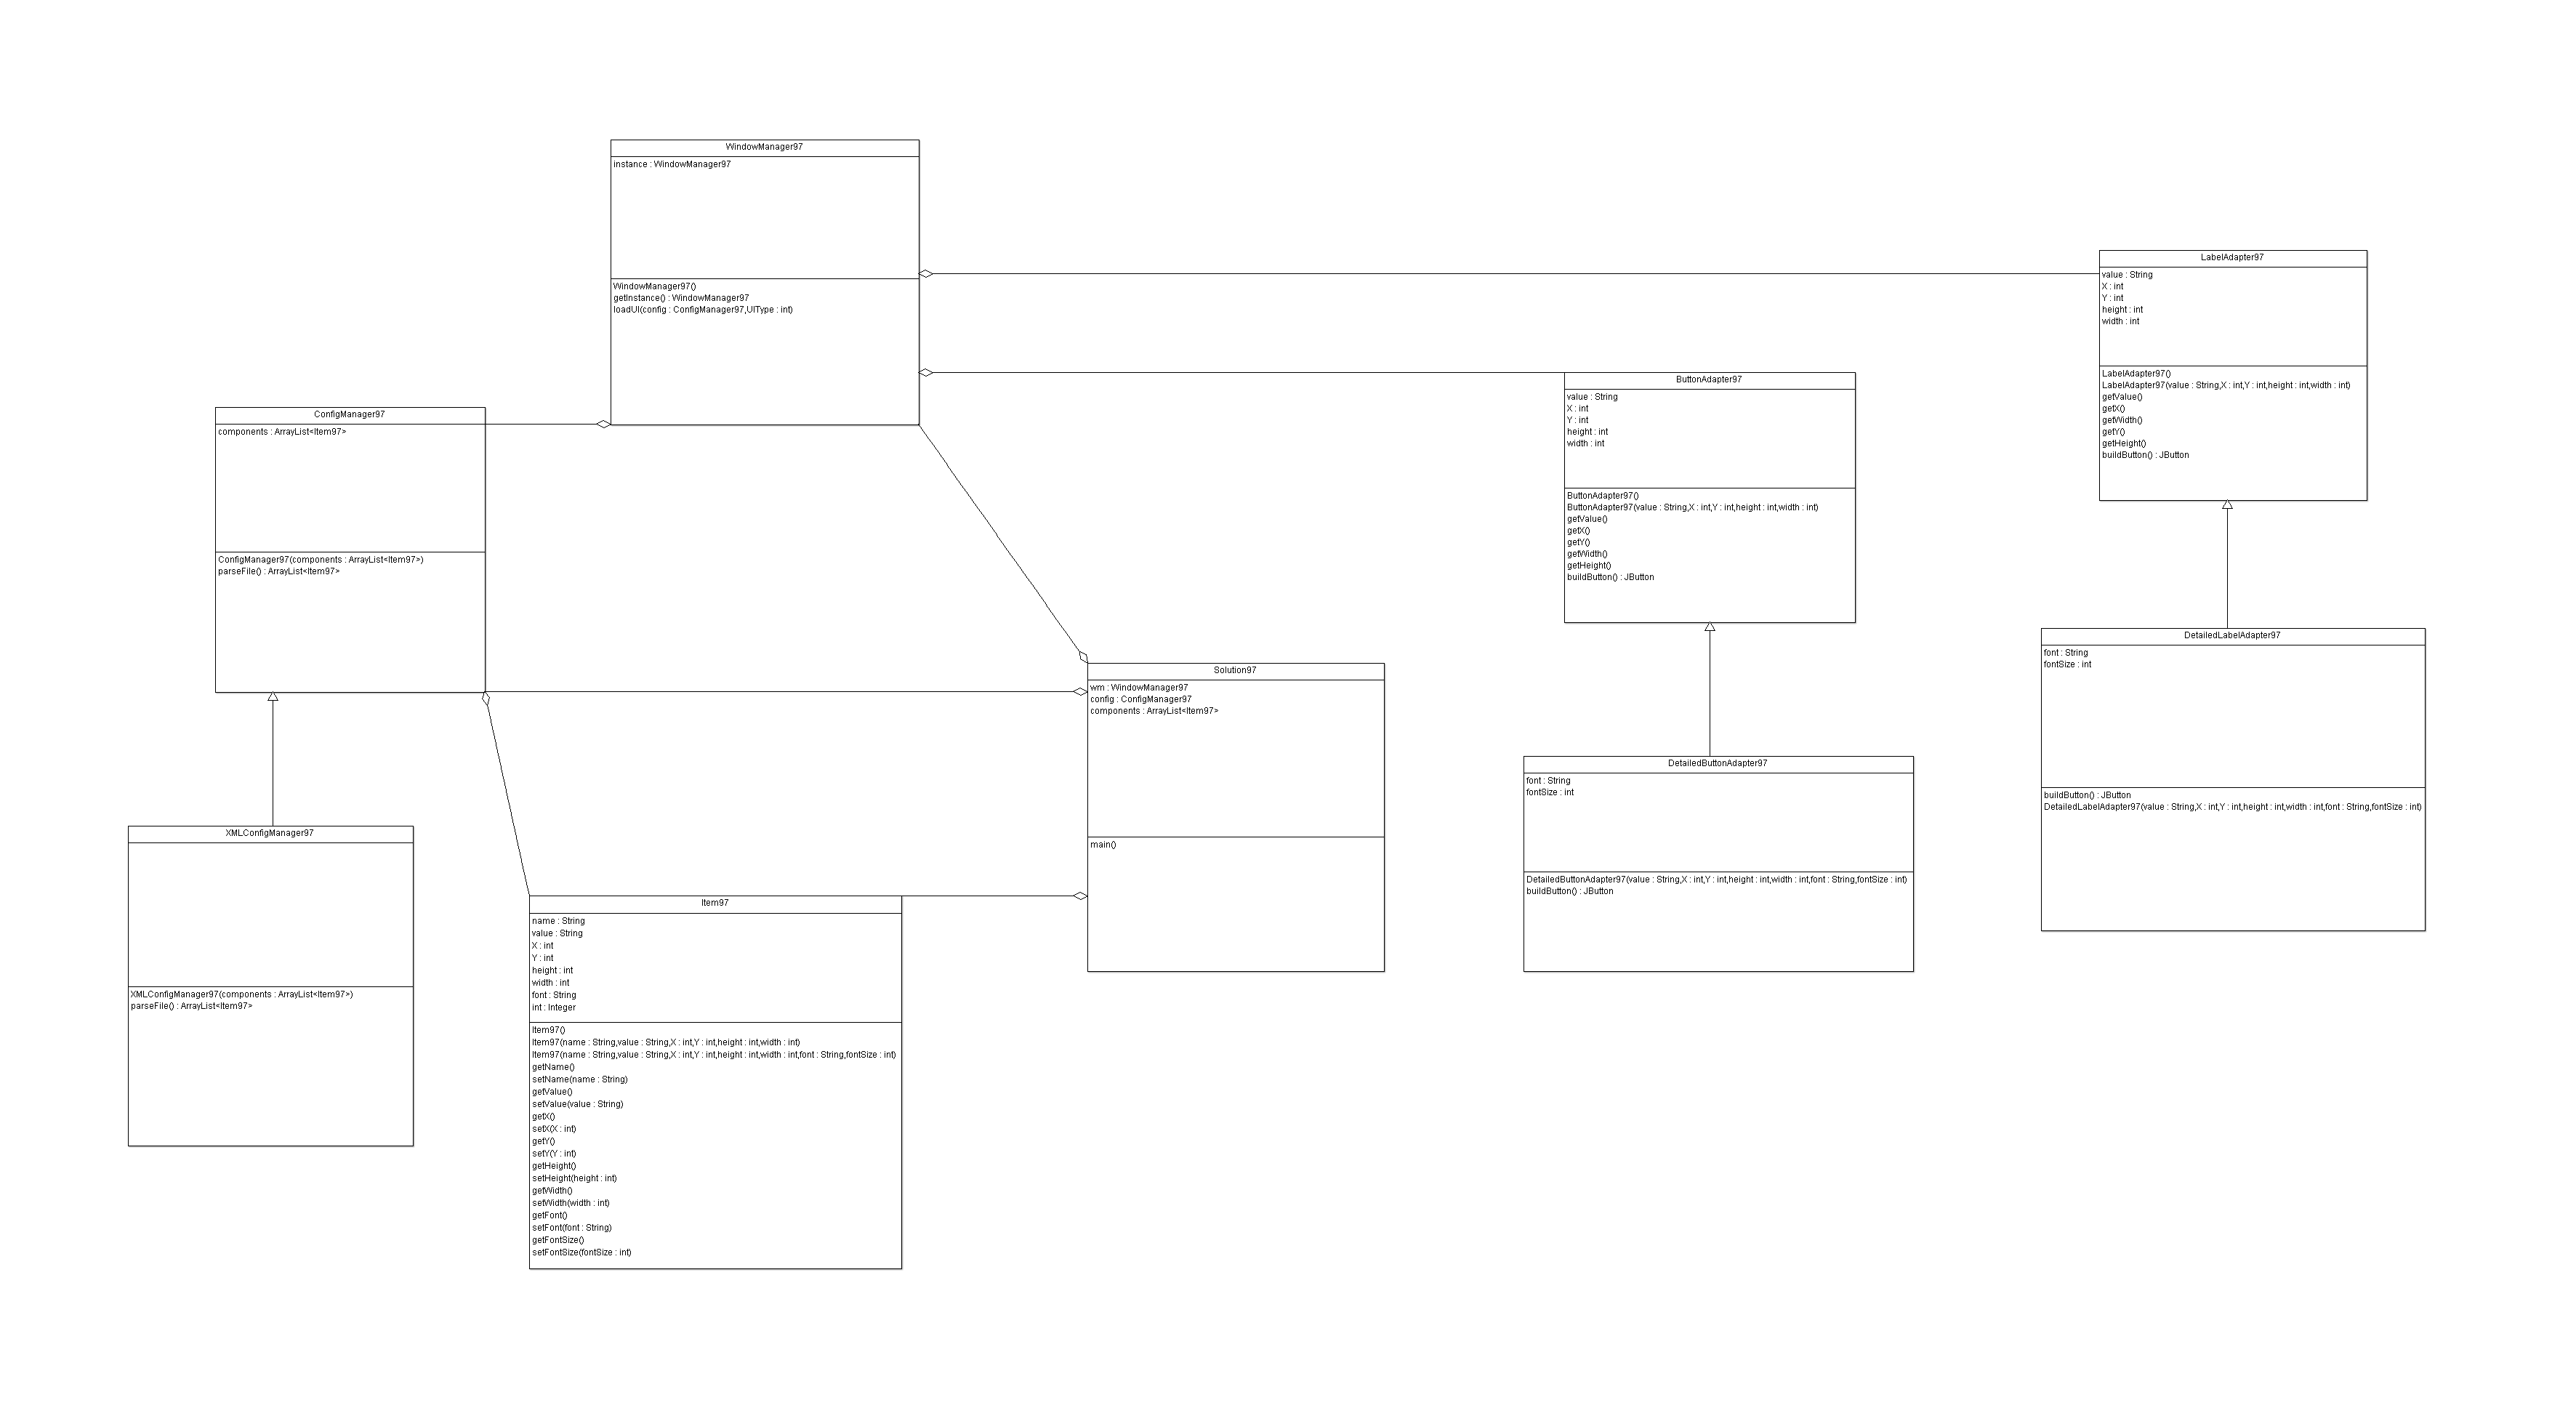 WindowManager97
instance : WindowManager97
WindowManager97()
getInstance() : WindowManager97
loadUI(config : ConfigManager97,UIType : int)
LabelAdapter97
value : String
X : int
Y : int
height : int
width : int
LabelAdapter97()
LabelAdapter97(value : String,X : int,Y : int,height : int,width : int)
getValue()
getX()
getWidth()
getY()
getHeight()
buildButton() : JButton
ButtonAdapter97
value : String
X : int
Y : int
height : int
width : int
ButtonAdapter97()
ButtonAdapter97(value : String,X : int,Y : int,height : int,width : int)
getValue()
getX()
getY()
getWidth()
getHeight()
buildButton() : JButton
ConfigManager97
components : ArrayList<Item97>
ConfigManager97(components : ArrayList<Item97>)
parseFile() : ArrayList<Item97>
DetailedLabelAdapter97
font : String
fontSize : int
buildButton() : JButton
DetailedLabelAdapter97(value : String,X : int,Y : int,height : int,width : int,font : String,fontSize : int)
Solution97
wm : WindowManager97
config : ConfigManager97
components : ArrayList<Item97>
main()
DetailedButtonAdapter97
font : String
fontSize : int
DetailedButtonAdapter97(value : String,X : int,Y : int,height : int,width : int,font : String,fontSize : int)
buildButton() : JButton
XMLConfigManager97
XMLConfigManager97(components : ArrayList<Item97>)
parseFile() : ArrayList<Item97>
Item97
name : String
value : String
X : int
Y : int
height : int
width : int
font : String
int : Integer
Item97()
Item97(name : String,value : String,X : int,Y : int,height : int,width : int)
Item97(name : String,value : String,X : int,Y : int,height : int,width : int,font : String,fontSize : int)
getName()
setName(name : String)
getValue()
setValue(value : String)
getX()
setX(X : int)
getY()
setY(Y : int)
getHeight()
setHeight(height : int)
getWidth()
setWidth(width : int)
getFont()
setFont(font : String)
getFontSize()
setFontSize(fontSize : int)